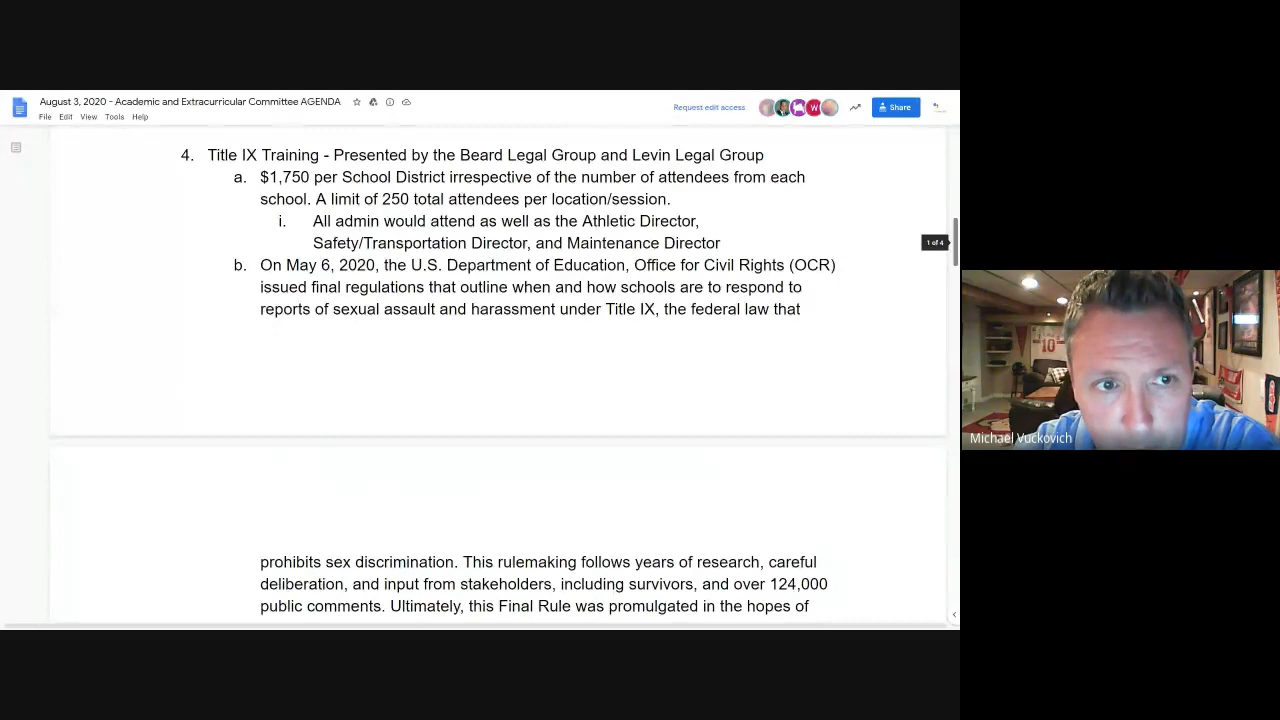 August 3, 2020 - Academic and Extracurricular Committee AGENDA
File Edit View Tools Help
Request edit access
W
Share
4. Title IX Training - Presented by the Beard Legal Group and Levin Legal Group
a. $1,750 per School District irrespective of the number of attendees from each
school. A limit of 250 total attendees per location/session.
i. All admin would attend as well as the Athletic Director,
Safety/Transportation Director, and Maintenance Director
1 of 4
b. On May 6, 2020, the U.S. Department of Education, Office for Civil Rights (OCR)
issued final regulations that outline when and how schools are to respond to
reports of sexual assault and harassment under Title IX, the federal law that
prohibits sex discrimination. This rulemaking follows years of research, careful
deliberation, and input from stakeholders, including survivors, and over 124,000
public comments. Ultimately, this Final Rule was promulgated in the hopes of
10
Michael Vuckovich